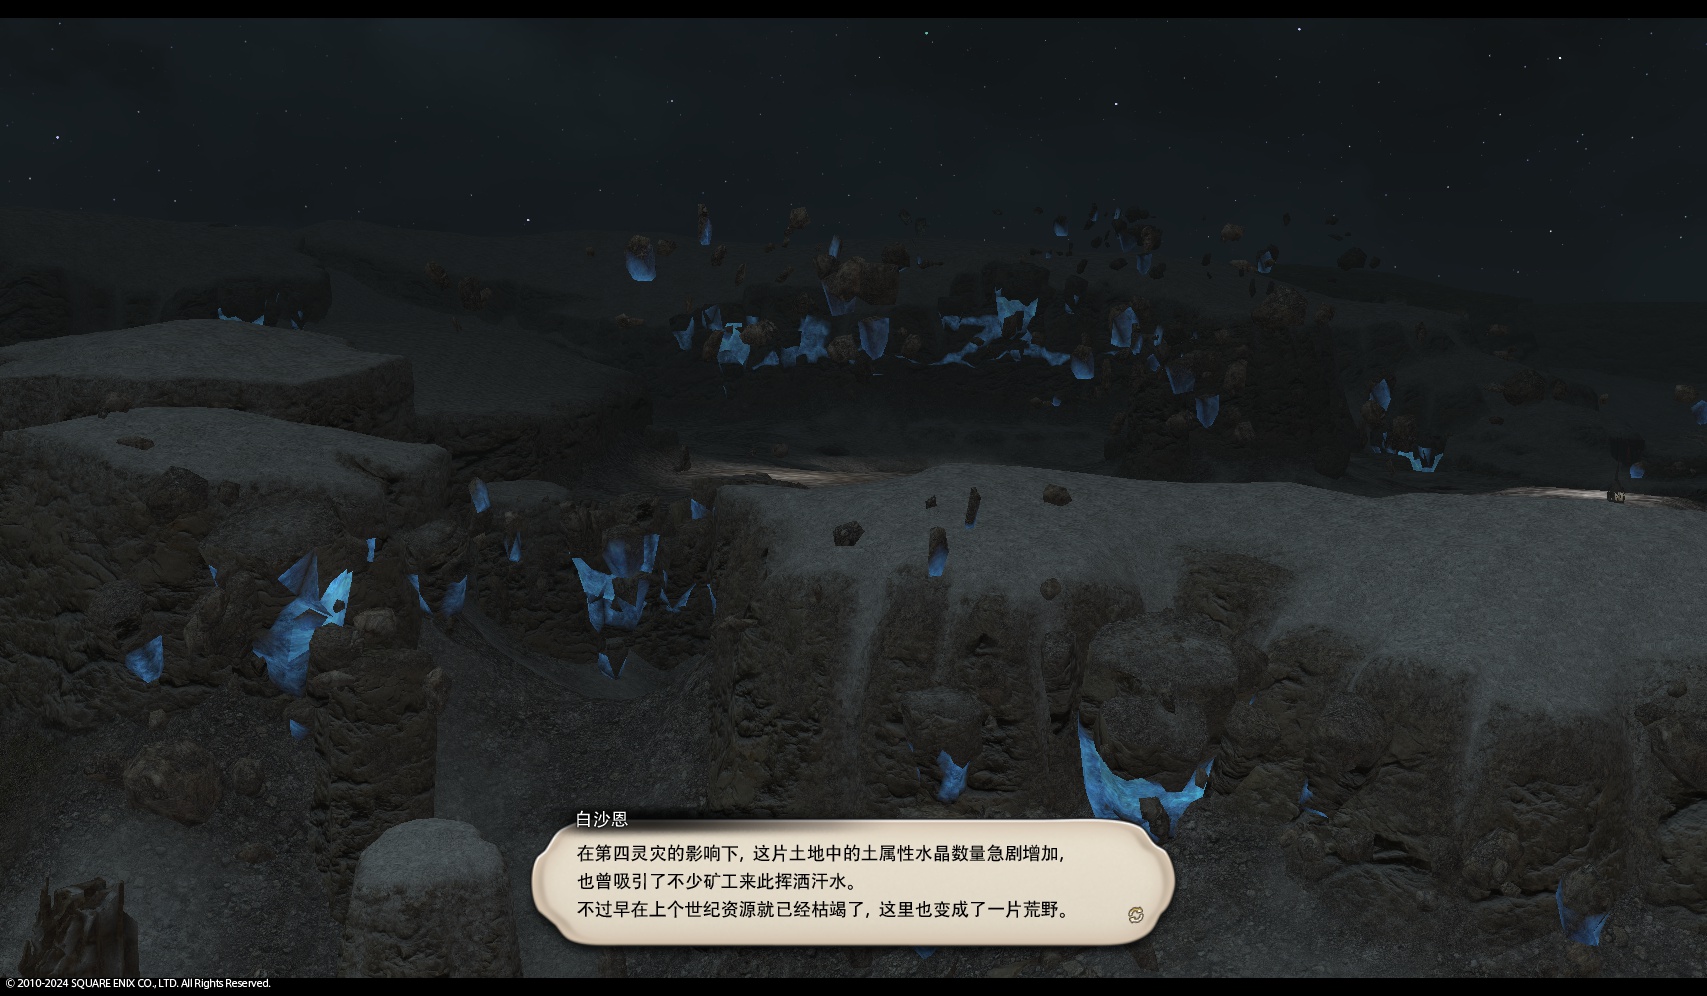 白沙恩
在第四灵灾的影响下，这片土地中的土属性水晶数量急剧增加，
也曾吸引了不少矿工来此挥洒汗水。
不过早在上个世纪资源就已经枯竭了，这里也变成了一片荒野。
© 2010-2024 SQUARE ENIX CO., LTD. All Rights Reserved.